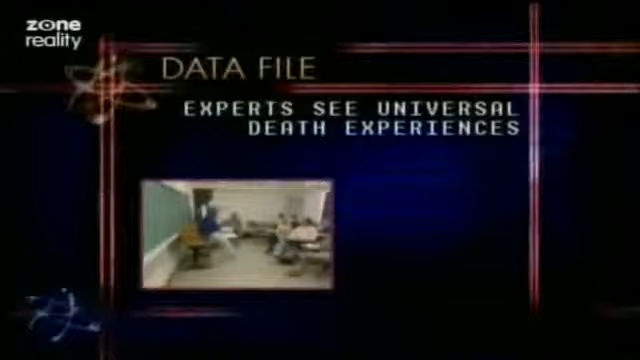 zone
reality
DATA FILE
EXPERTS SEE UNIVERSAL
DEATH EXPERIENCES